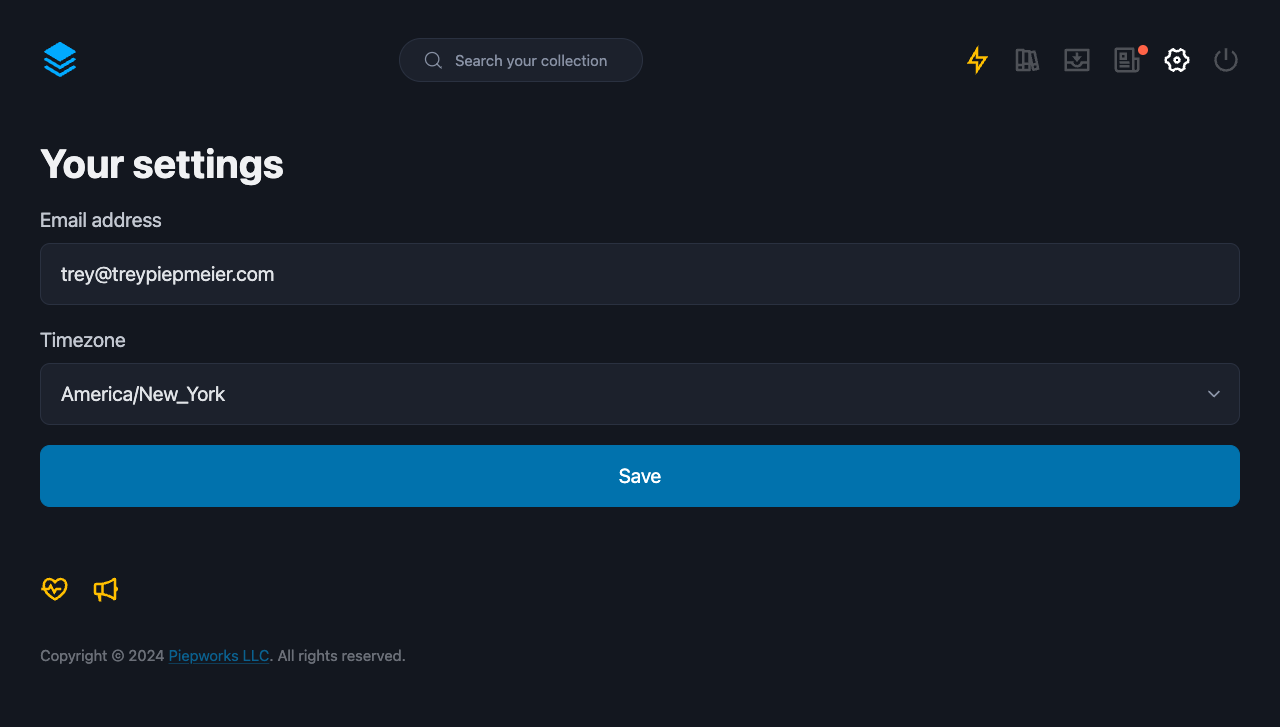 Search your collection
Your settings
Email address
trey@treypiepmeier.com
Timezone
America/New_York
Save
Copyright © 2024 Piepworks LLC. All rights reserved.